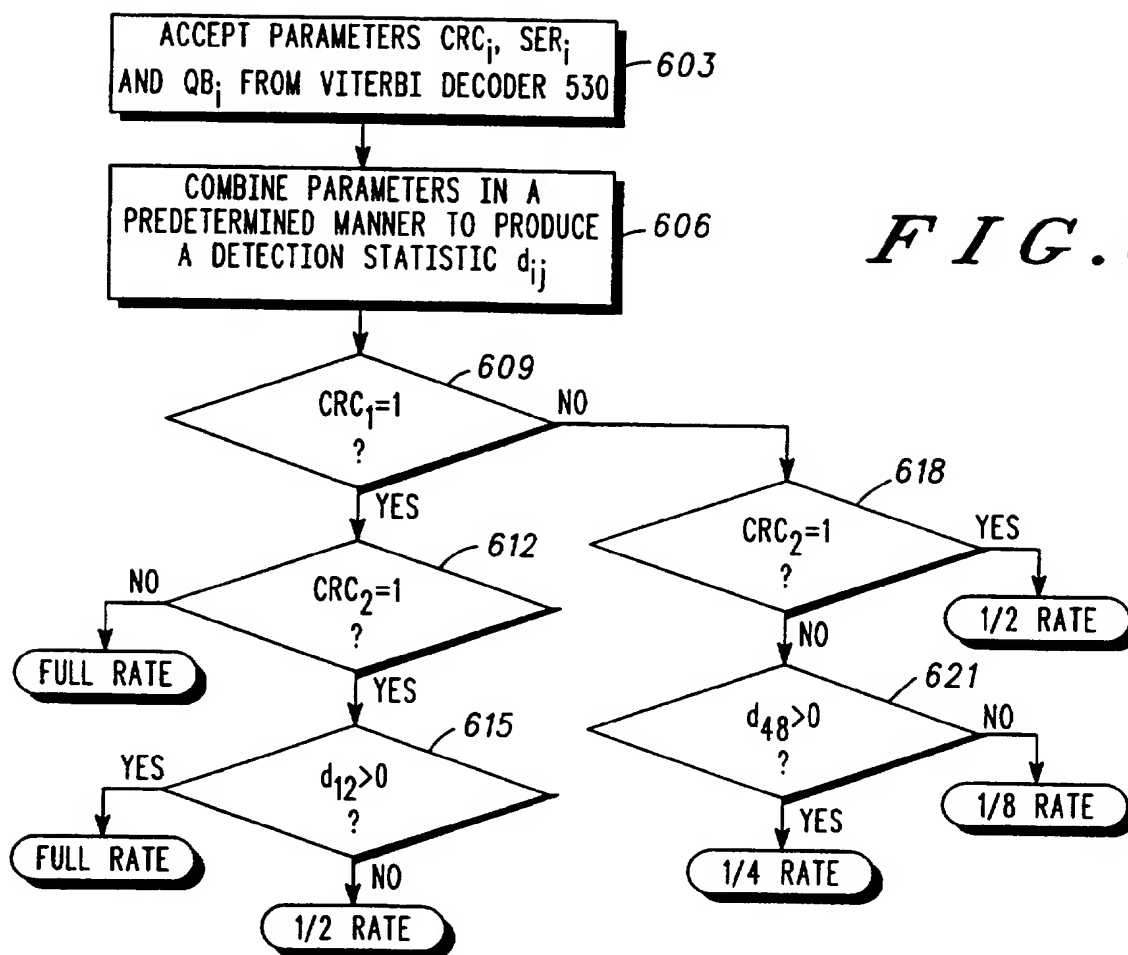 ACCEPT PARAMETERS CRCi, SERi
AND QBi FROM VITERBI DECODER 530
603
COMBINE PARAMETERS IN A
PREDETERMINED MANNER TO PRODUCE
A DETECTION STATISTIC dij
606
FIG.
609
CRC1=1
?
NO
YES
618
CRC2=1
?
YES
NO
1/2 RATE
612
CRC2=1
?
NO
YES
FULL RATE
621
d48>0
?
NO
YES
1/8 RATE
1/4 RATE
615
d12>0
?
YES
NO
FULL RATE
1/2 RATE